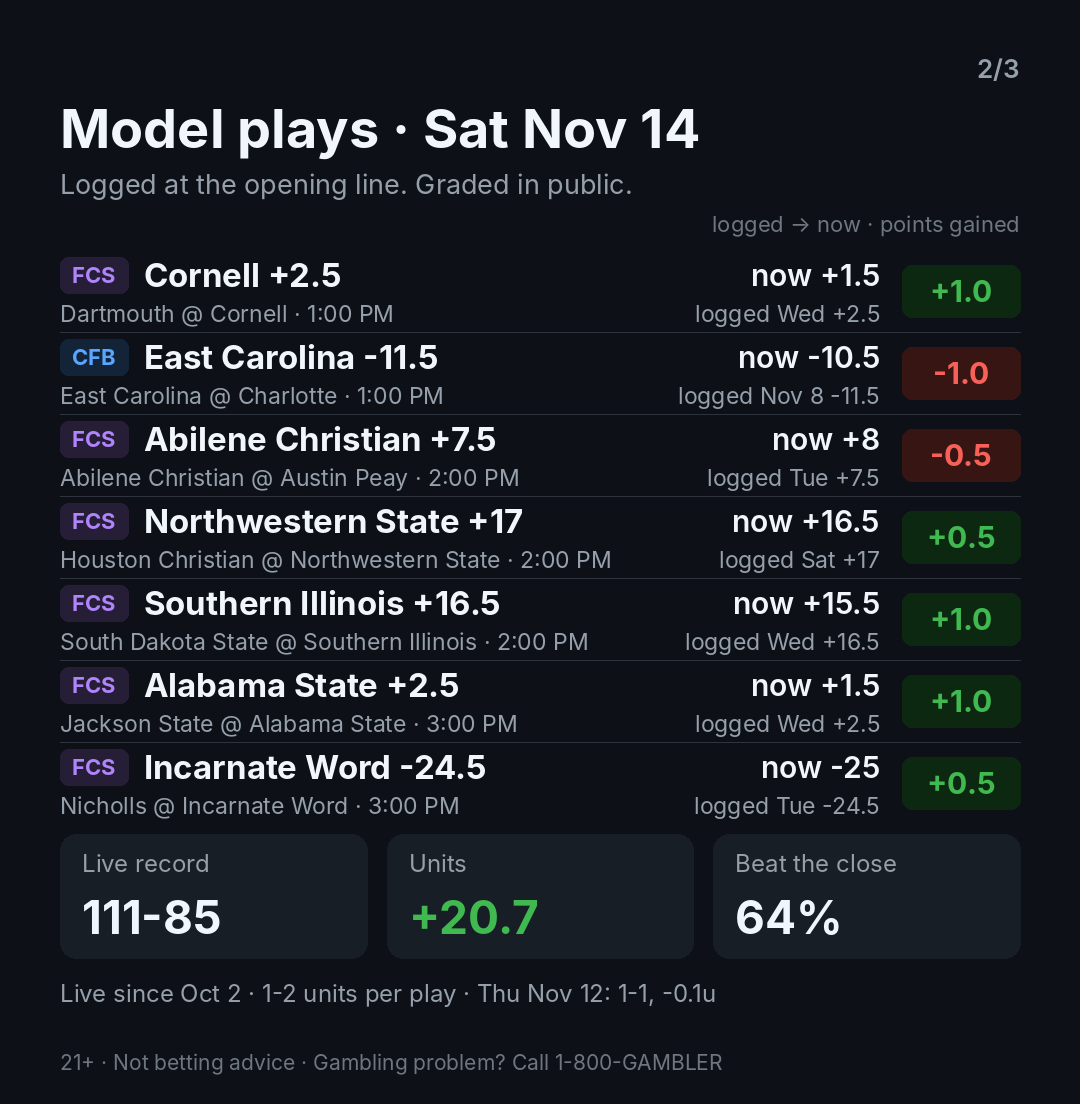 2/3
Model plays · Sat Nov 14
Logged at the opening line. Graded in public.
logged → now · points gained
FCS Cornell +2.5 now +1.5 +1.0
Dartmouth @ Cornell · 1:00 PM logged Wed +2.5
CFB East Carolina -11.5 now -10.5 -1.0
East Carolina @ Charlotte · 1:00 PM logged Nov 8 -11.5
FCS Abilene Christian +7.5 now +8 -0.5
Abilene Christian @ Austin Peay · 2:00 PM logged Tue +7.5
FCS Northwestern State +17 now +16.5 +0.5
Houston Christian @ Northwestern State · 2:00 PM logged Sat +17
FCS Southern Illinois +16.5 now +15.5 +1.0
South Dakota State @ Southern Illinois · 2:00 PM logged Wed +16.5
FCS Alabama State +2.5 now +1.5 +1.0
Jackson State @ Alabama State · 3:00 PM logged Wed +2.5
FCS Incarnate Word -24.5 now -25 +0.5
Nicholls @ Incarnate Word · 3:00 PM logged Tue -24.5
Live record Units Beat the close
111-85 +20.7 64%
Live since Oct 2 · 1-2 units per play · Thu Nov 12: 1-1, -0.1u
21+ · Not betting advice · Gambling problem? Call 1-800-GAMBLER